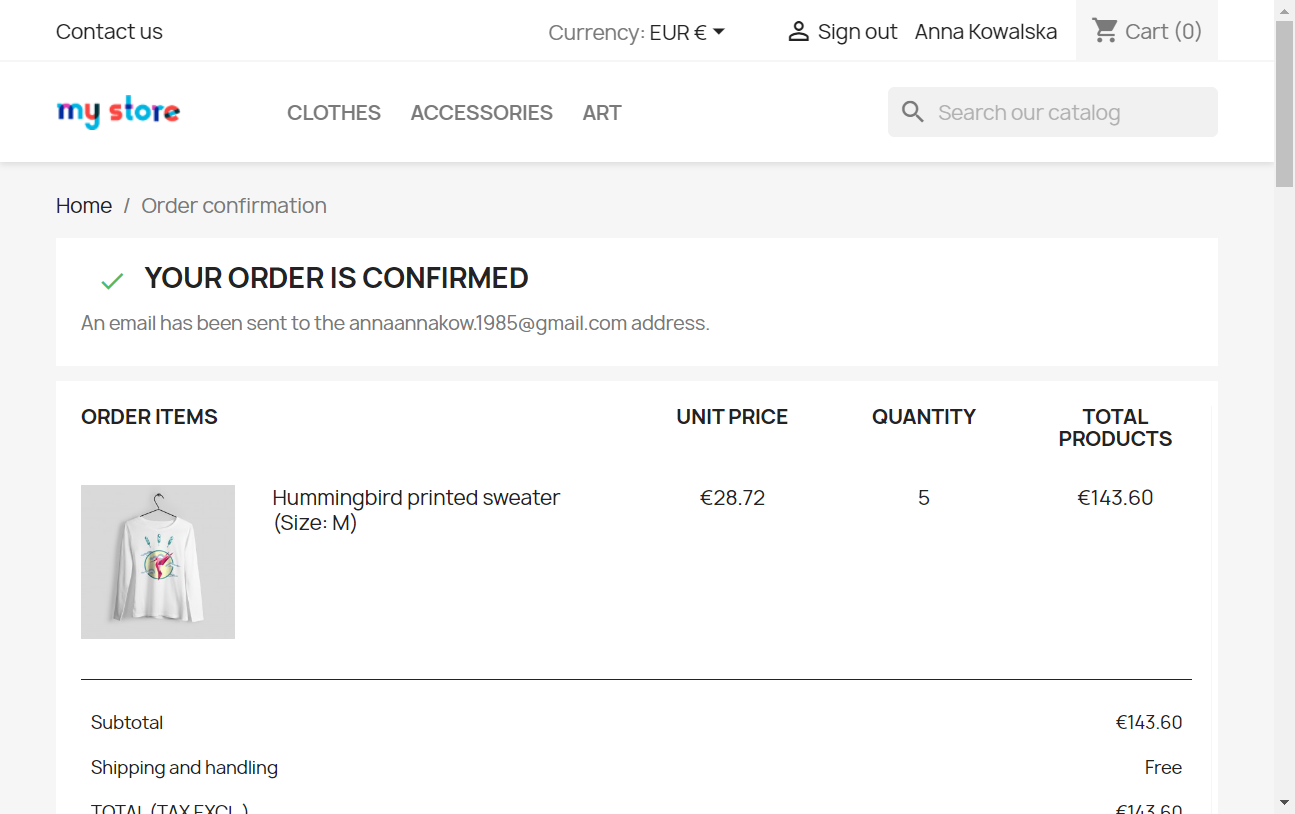 Contact us
Currency: EUR €
Sign out
Anna Kowalska
Cart (0)
my store
CLOTHES
ACCESSORIES
ART
Search our catalog
Home / Order confirmation
YOUR ORDER IS CONFIRMED
An email has been sent to the annaannakow.1985@gmail.com address.
ORDER ITEMS
UNIT PRICE
QUANTITY
TOTAL
PRODUCTS
Hummingbird printed sweater
(Size: M)
€28.72
5
€143.60
Subtotal
€143.60
Shipping and handling
Free
TOTAL (TAX EXCL.)
€143.60